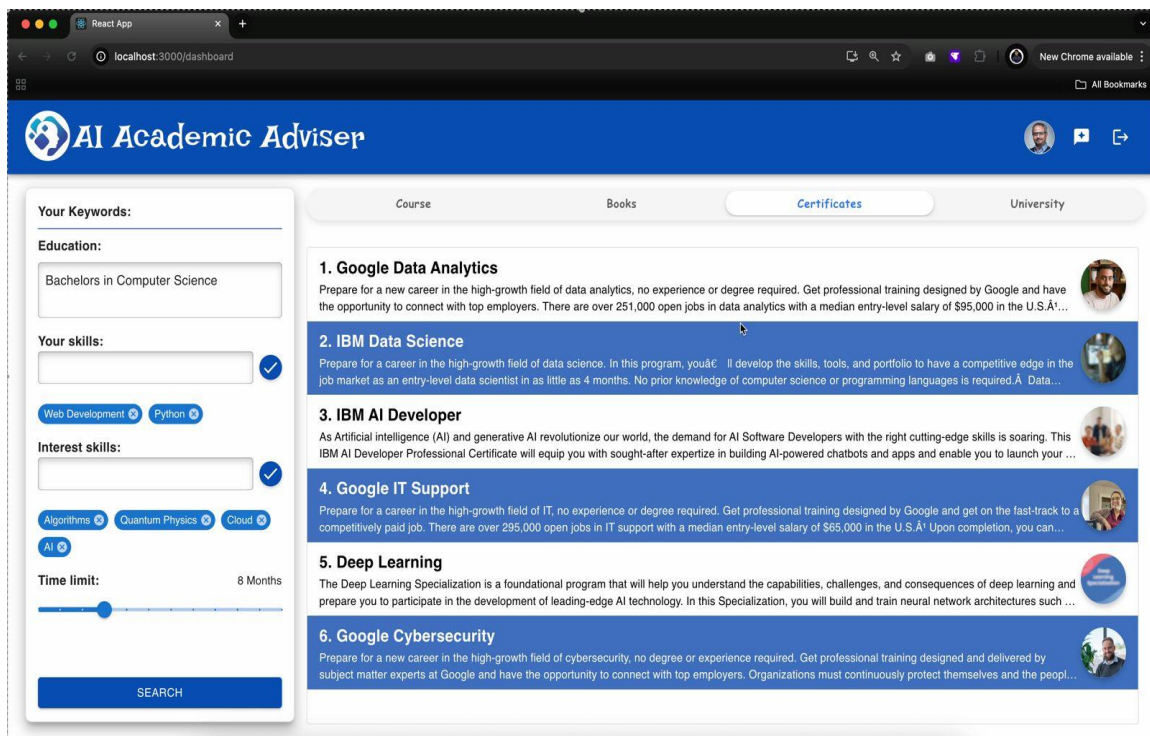 React App
localhost:3000/dashboard
New Chrome available
All Bookmarks
AI Academic Adviser
Your Keywords:
Education:
Bachelors in Computer Science
Your skills:
Web Development
Python
Interest skills:
Algorithms
Quantum Physics
Cloud
AI
Time limit:
8 Months
SEARCH
Course
Books
Certificates
University
1. Google Data Analytics
Prepare for a new career in the high-growth field of data analytics, no experience or degree required. Get professional training designed by Google and have
the opportunity to connect with top employers. There are over 251,000 open jobs in data analytics with a median entry-level salary of $95,000 in the U.S.Â¹...
2. IBM Data Science
Prepare for a career in the high-growth field of data science. In this program, youâ€ ll develop the skills, tools, and portfolio to have a competitive edge in the
job market as an entry-level data scientist in as little as 4 months. No prior knowledge of computer science or programming languages is required.Â Data...
3. IBM AI Developer
As Artificial intelligence (AI) and generative AI revolutionize our world, the demand for AI Software Developers with the right cutting-edge skills is soaring. This
IBM AI Developer Professional Certificate will equip you with sought-after expertize in building AI-powered chatbots and apps and enable you to launch your ...
4. Google IT Support
Prepare for a career in the high-growth field of IT, no experience or degree required. Get professional training designed by Google and get on the fast-track to a
competitively paid job. There are over 295,000 open jobs in IT support with a median entry-level salary of $65,000 in the U.S.Â¹ Upon completion, you can...
5. Deep Learning
The Deep Learning Specialization is a foundational program that will help you understand the capabilities, challenges, and consequences of deep learning and
prepare you to participate in the development of leading-edge AI technology. In this Specialization, you will build and train neural network architectures such ...
Deep
Learning
Specialization
6. Google Cybersecurity
Prepare for a new career in the high-growth field of cybersecurity, no degree or experience required. Get professional training designed and delivered by
subject matter experts at Google and have the opportunity to connect with top employers. Organizations must continuously protect themselves and the peopl...